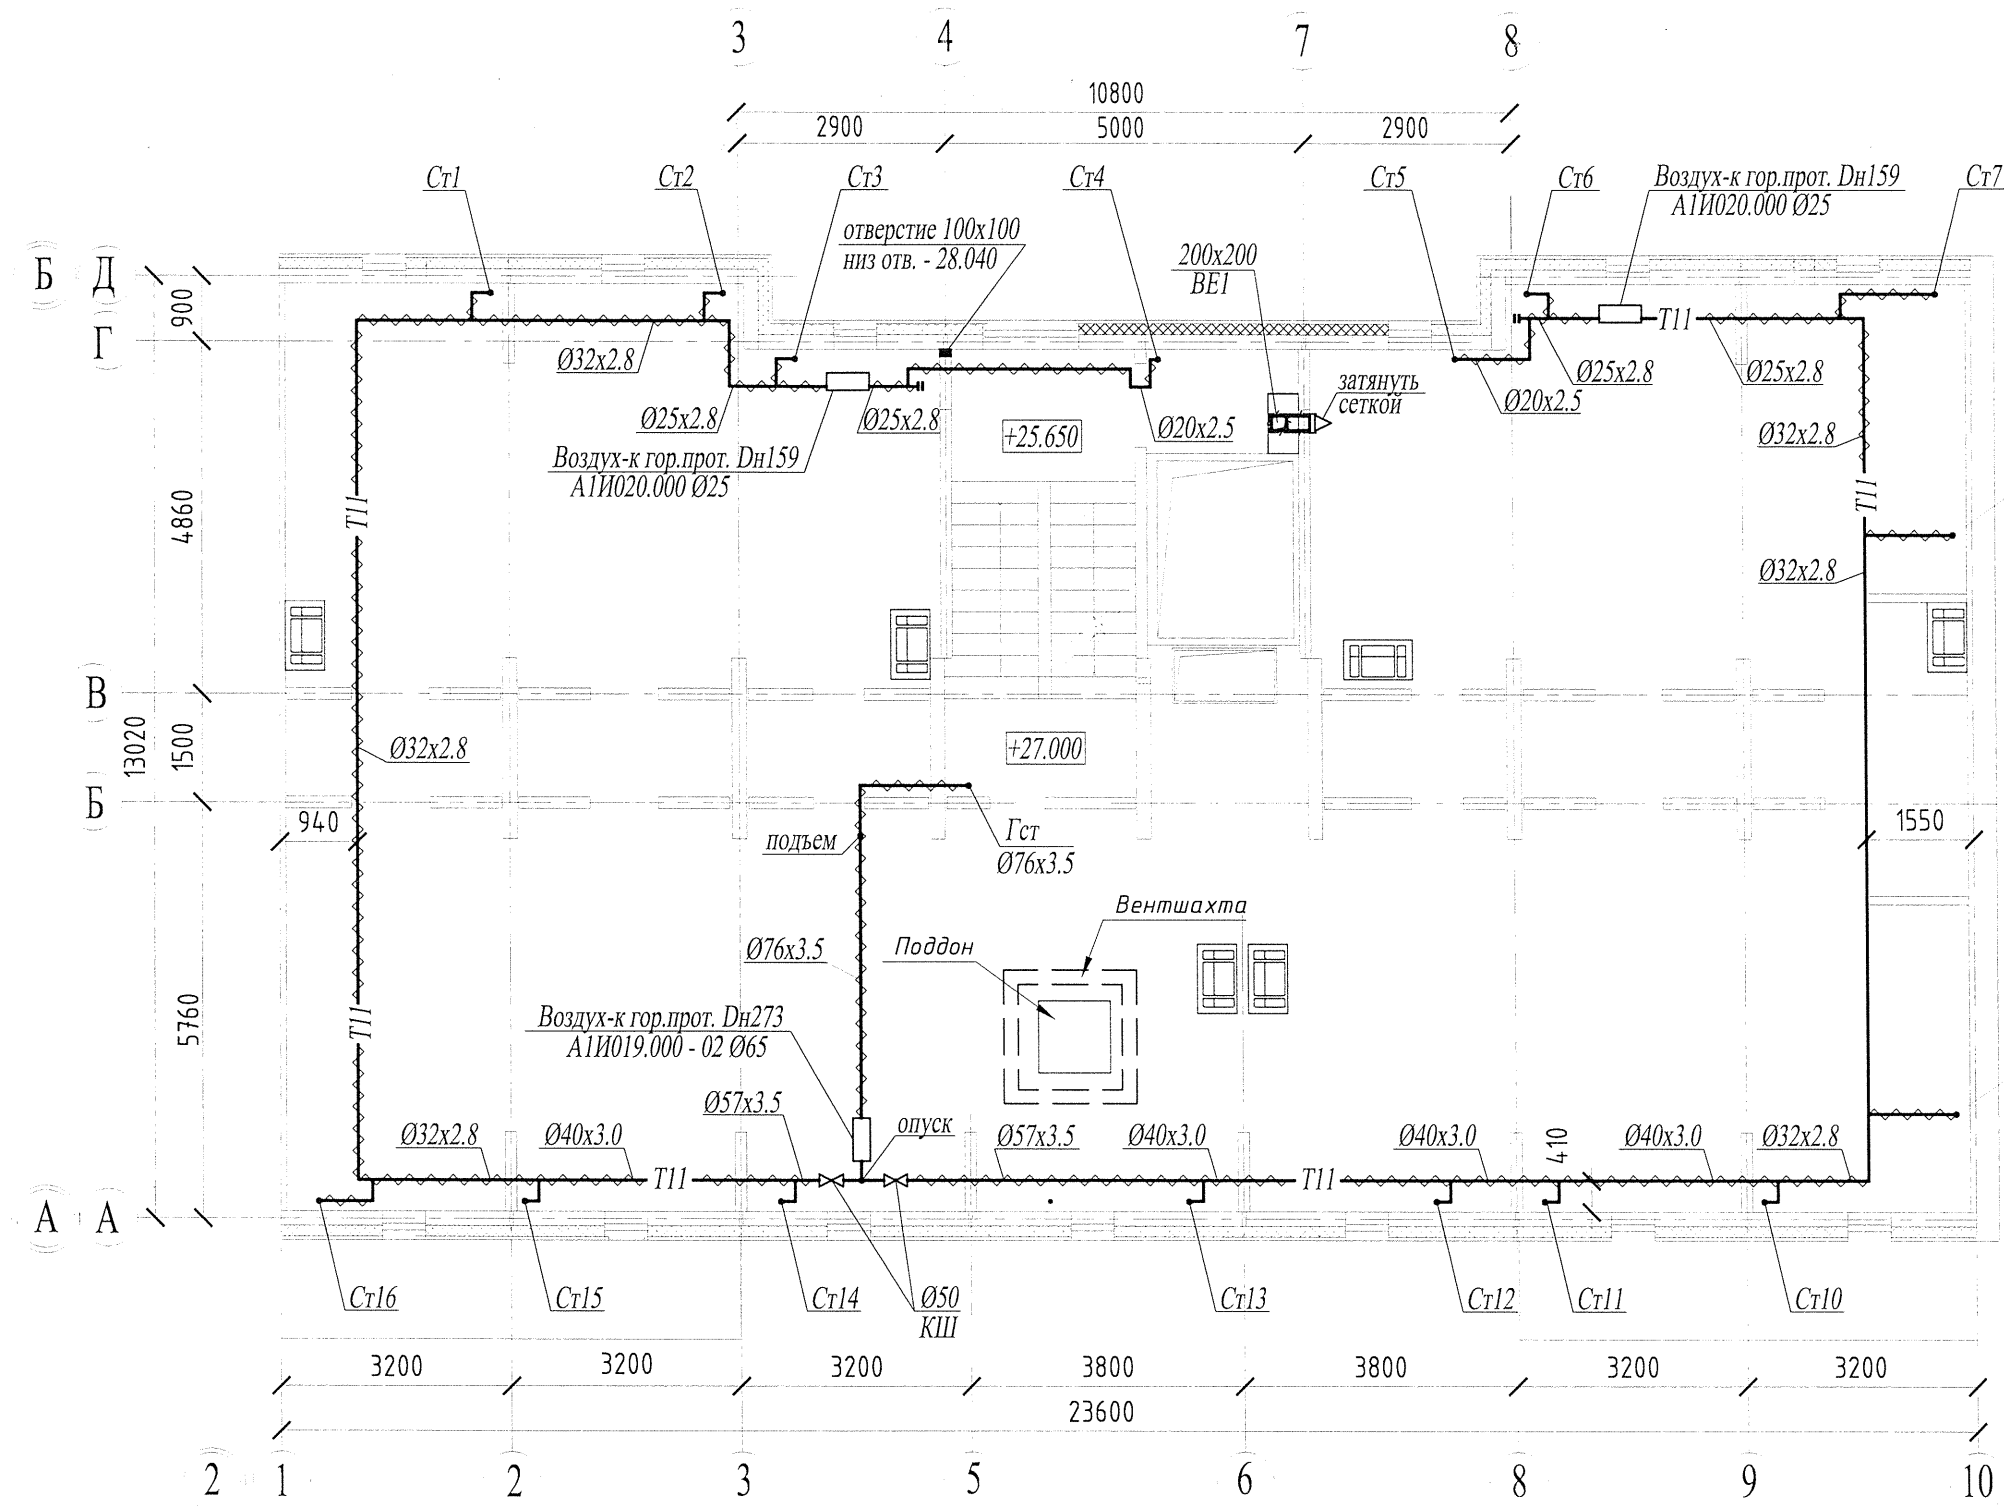 3 4 7 8
10800
2900 5000 2900
Ст1
Ст2
Ст3
Ст4
Ст5
Ст6
Воздух-к гор.прот. Dн159
А1И020.000 Ø25
Ст7
отверстие 100х100
низ отв. - 28.040
200х200
ВЕ1
Б Д
Г
900
Т11
Ø32х2.8
Ø25х2.8
Ø25х2.8
затянуть
сеткой
Ø20х2.5
Ø25х2.8
Ø25х2.8
+25.650
Ø20х2.5
Ø32х2.8
Воздух-к гор.прот. Dн159
А1И020.000 Ø25
4860
Т11
Т11
Ø32х2.8
В
13020
1500
Ø32х2.8
+27.000
Б
940
подъем
Гст
Ø76х3.5
1550
Вентшахта
Ø76х3.5
Поддон
5760
Т11
Воздух-к гор.прот. Dн273
А1И019.000 - 02 Ø65
Ø57х3.5
опуск
Ø32х2.8
Ø40х3.0
Ø57х3.5
Ø40х3.0
Ø40х3.0
410
Ø40х3.0
Ø32х2.8
Т11
Т11
А А
Ст16
Ст15
Ст14
Ø50
КШ
Ст13
Ст12
Ст11
Ст10
3200 3200 3200 3800 3800 3200 3200
23600
2 1 2 3 5 6 8 9 10